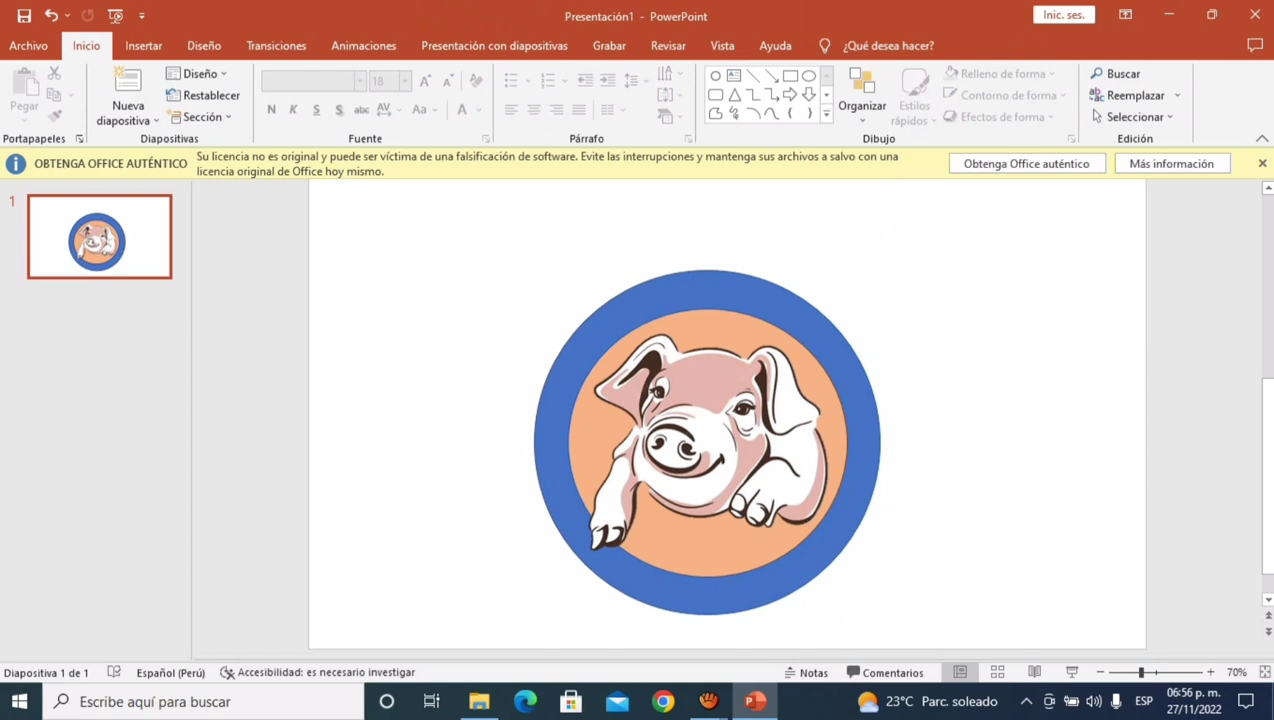 Presentación1 - PowerPoint
Inic. ses.
Archivo Inicio Insertar Diseño Transiciones Animaciones Presentación con diapositivas Grabar Revisar Vista Ayuda ¿Qué desea hacer?
Pegar
Portapapeles
Nueva diapositiva
Diseño
Restablecer
Sección
Diapositivas
18
N K S S abc AV Aa A
Fuente
Párrafo
Organizar
Estilos rápidos
Relleno de forma
Contorno de forma
Efectos de forma
Dibujo
Buscar
Reemplazar
Seleccionar
Edición
OBTENGA OFFICE AUTÉNTICO
Su licencia no es original y puede ser víctima de una falsificación de software. Evite las interrupciones y mantenga sus archivos a salvo con una
licencia original de Office hoy mismo.
Obtenga Office auténtico
Más información
1
Diapositiva 1 de 1 Español (Perú) Accesibilidad: es necesario investigar Notas Comentarios 70%
Escribe aquí para buscar
23°C Parc. soleado
ESP
06:56 p. m.
27/11/2022